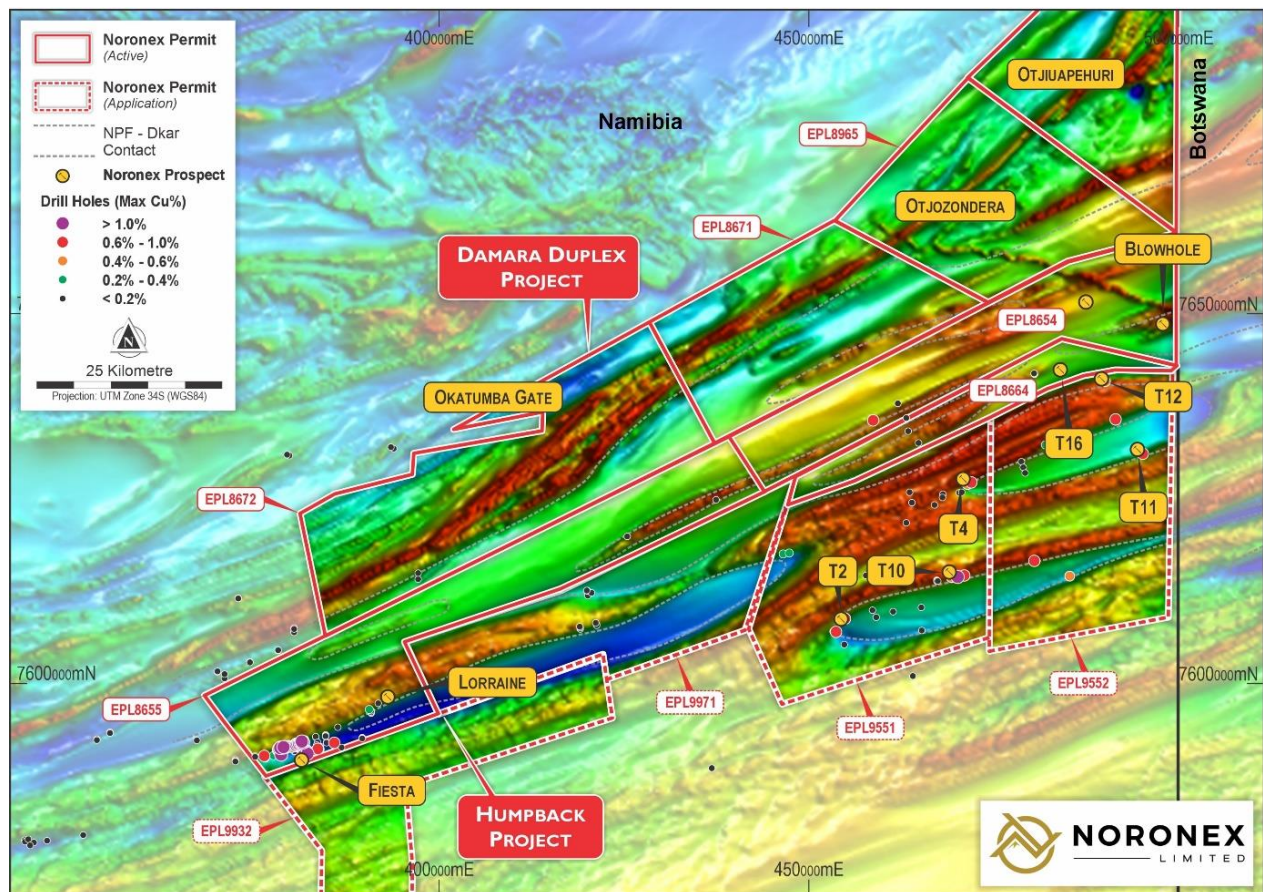 Noronex Permit
(Active)
Noronex Permit
(Application)
NPF - Dkar
Contact
Noronex Prospect
Drill Holes (Max Cu%)
> 1.0%
0.6% - 1.0%
0.4% - 0.6%
0.2% - 0.4%
< 0.2%
N
25 Kilometre
Projection: UTM Zone 34S (WGS84)
400000mE
450000mE
500000mE
Namibia
Botswana
OTJIUAPEHURI
EPL8965
OTJOZONDERA
EPL8671
DAMARA DUPLEX
PROJECT
BLOWHOLE
7650000mN
EPL8654
EPL8664
OKATUMBA GATE
T12
T16
T11
T4
EPL8672
T2
T10
7600000mN
7600000mN
LORRAINE
EPL8655
EPL9971
EPL9552
EPL9551
FIESTA
HUMPBACK
PROJECT
EPL9932
400000mE
450000mE
NORONEX
LIMITED